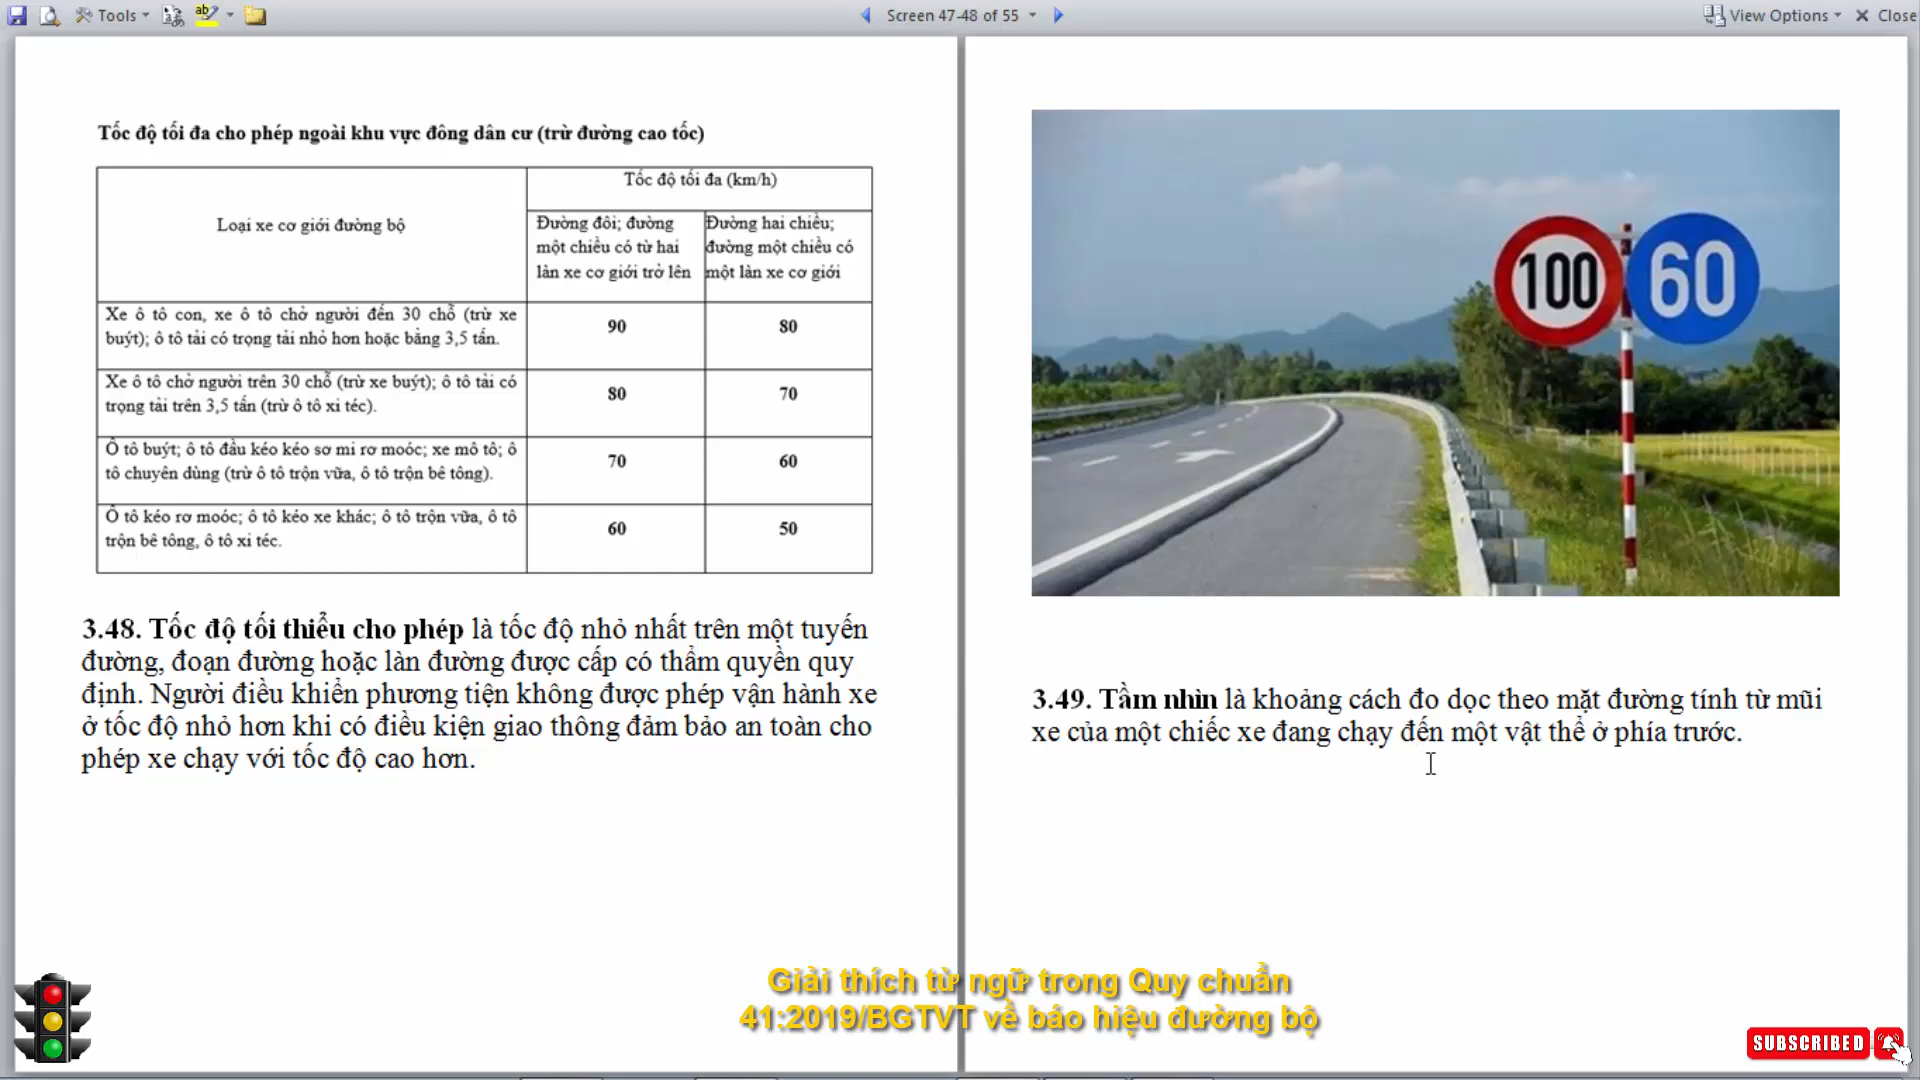 Tools
Screen 47-48 of 55
View Options
Close
Tốc độ tối đa cho phép ngoài khu vực đông dân cư (trừ đường cao tốc)
Loại xe cơ giới đường bộ
Tốc độ tối đa (km/h)
Đường đôi; đường
một chiều có từ hai
làn xe cơ giới trở lên
Đường hai chiều;
đường một chiều có
một làn xe cơ giới
Xe ô tô con, xe ô tô chở người đến 30 chỗ (trừ xe
buýt); ô tô tải có trọng tải nhỏ hơn hoặc bằng 3,5 tấn.
90
80
Xe ô tô chở người trên 30 chỗ (trừ xe buýt); ô tô tải có
trọng tải trên 3,5 tấn (trừ ô tô xi téc).
80
70
Ô tô buýt; ô tô đầu kéo kéo sơ mi rơ moóc; xe mô tô; ô
tô chuyên dùng (trừ ô tô trộn vữa, ô tô trộn bê tông).
70
60
Ô tô kéo rơ moóc; ô tô kéo xe khác; ô tô trộn vữa, ô tô
trộn bê tông, ô tô xi téc.
60
50
3.48. Tốc độ tối thiểu cho phép là tốc độ nhỏ nhất trên một tuyến
đường, đoạn đường hoặc làn đường được cấp có thẩm quyền quy
định. Người điều khiển phương tiện không được phép vận hành xe
ở tốc độ nhỏ hơn khi có điều kiện giao thông đảm bảo an toàn cho
phép xe chạy với tốc độ cao hơn.
100
60
3.49. Tầm nhìn là khoảng cách đo dọc theo mặt đường tính từ mũi
xe của một chiếc xe đang chạy đến một vật thể ở phía trước.
Giải thích từ ngữ trong Quy chuẩn
41:2019/BGTVT về báo hiệu đường bộ
SUBSCRIBED